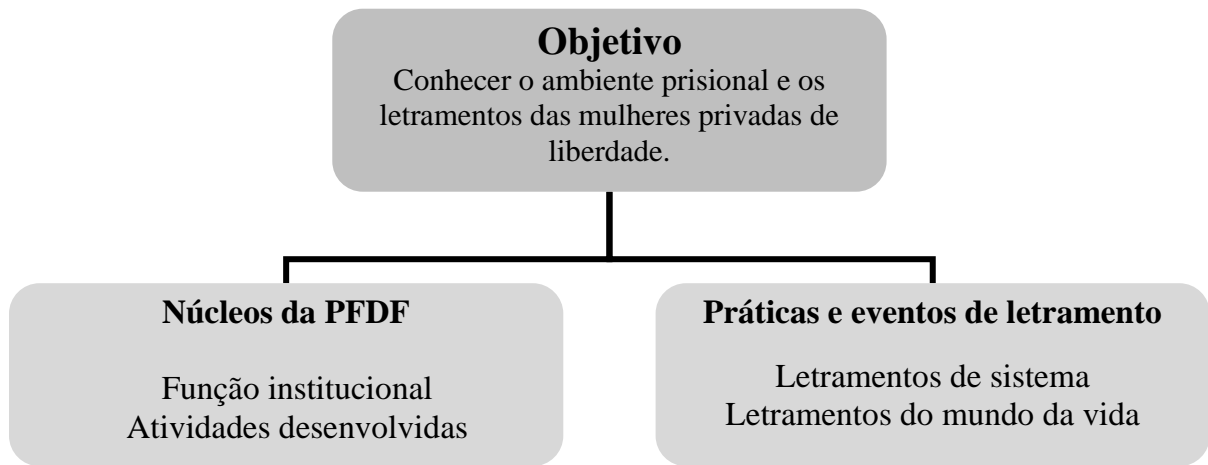 Objetivo
Conhecer o ambiente prisional e os
letramentos das mulheres privadas de
liberdade.
Núcleos da PFDF
Função institucional
Atividades desenvolvidas
Práticas e eventos de letramento
Letramentos de sistema
Letramentos do mundo da vida